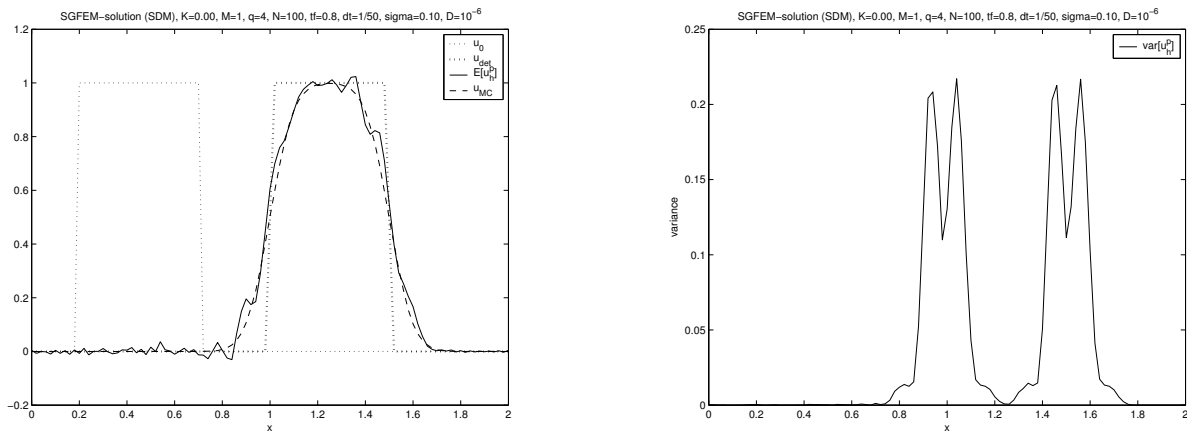 SGFEM−solution (SDM), K=0.00, M=1, q=4, N=100, tf=0.8, dt=1/50, sigma=0.10, D=10⁻⁶
1.2
1
0.8
0.6
0.4
0.2
0
−0.2
0 0.2 0.4 0.6 0.8 1 1.2 1.4 1.6 1.8 2
x
u_0
u_det
E[u_h^p]
u_MC
SGFEM−solution (SDM), K=0.00, M=1, q=4, N=100, tf=0.8, dt=1/50, sigma=0.10, D=10⁻⁶
0.25
0.2
0.15
0.1
0.05
0
variance
0 0.2 0.4 0.6 0.8 1 1.2 1.4 1.6 1.8 2
x
var[u_h^p]